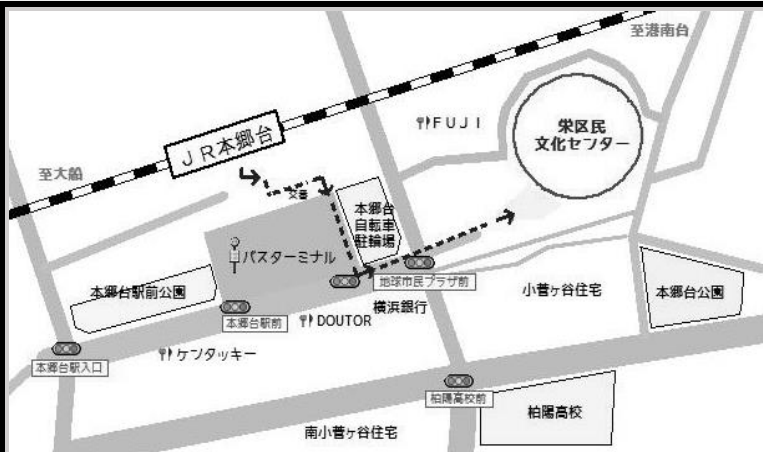 至港南台
FUJI
栄区民
文化センター
JR本郷台
至大船
交番
本郷台
自転車
駐輪場
バスターミナル
地球市民プラザ前
本郷台駅前公園
小菅ヶ谷住宅
本郷台公園
横浜銀行
本郷台駅前
DOUTOR
ケンタッキー
本郷台駅入口
柏陽高校前
柏陽高校
南小菅ヶ谷住宅